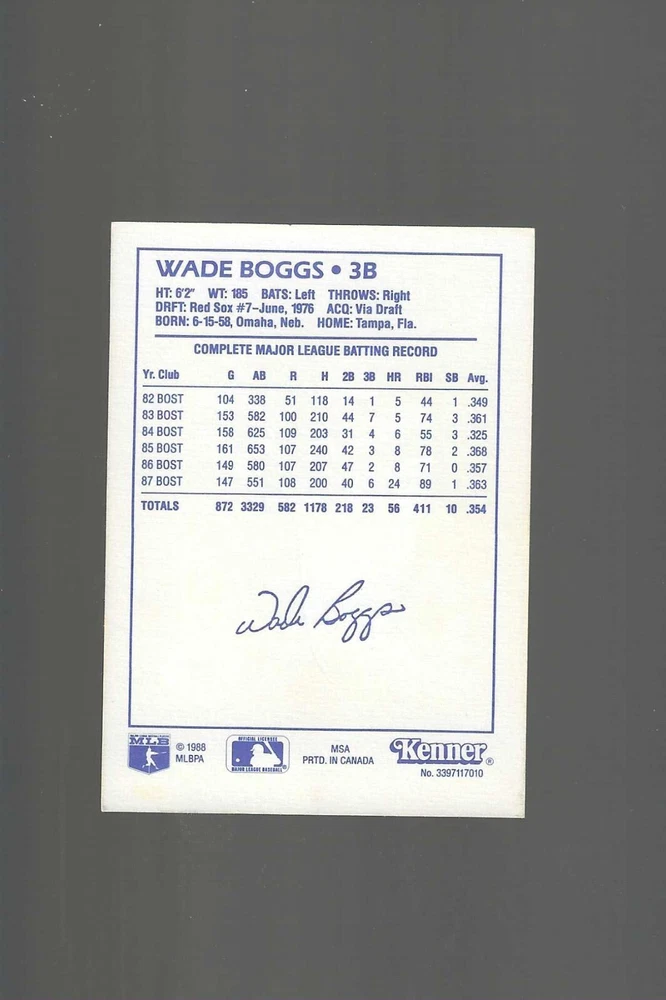 WADE BOGGS • 3B
HT: 6'2" WT: 185 BATS: Left THROWS: Right
DRFT: Red Sox #7–June, 1976 ACQ: Via Draft
BORN: 6-15-58, Omaha, Neb. HOME: Tampa, Fla.
COMPLETE MAJOR LEAGUE BATTING RECORD
Yr. Club G AB R H 2B 3B HR RBI SB Avg.
82 BOST 104 338 51 118 14 1 5 44 1 .349
83 BOST 153 582 100 210 44 7 5 74 3 .361
84 BOST 158 625 109 203 31 4 6 55 3 .325
85 BOST 161 653 107 240 42 3 8 78 2 .368
86 BOST 149 580 107 207 47 2 8 71 0 .357
87 BOST 147 551 108 200 40 6 24 89 1 .363
TOTALS 872 3329 582 1178 218 23 56 411 10 .354
Wade Boggs
MLB
© 1988
MLBPA
OFFICIAL LICENSEE
MAJOR LEAGUE BASEBALL®
MSA
PRTD. IN CANADA
Kenner®
No. 3397117010